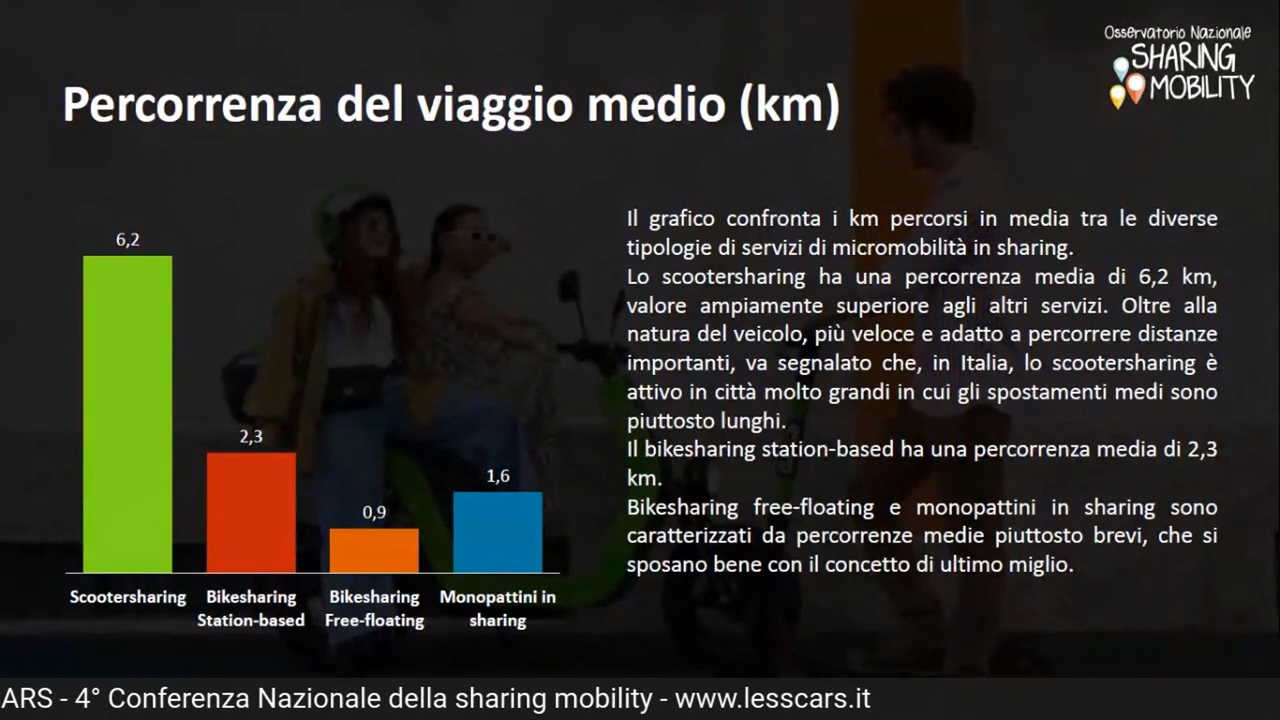 Osservatorio Nazionale
SHARING
MOBILITY
Percorrenza del viaggio medio (km)
6,2
2,3
0,9
1,6
Scootersharing
Bikesharing
Station-based
Bikesharing
Free-floating
Monopattini in
sharing
Il grafico confronta i km percorsi in media tra le diverse
tipologie di servizi di micromobilità in sharing.
Lo scootersharing ha una percorrenza media di 6,2 km,
valore ampiamente superiore agli altri servizi. Oltre alla
natura del veicolo, più veloce e adatto a percorrere distanze
importanti, va segnalato che, in Italia, lo scootersharing è
attivo in città molto grandi in cui gli spostamenti medi sono
piuttosto lunghi.
Il bikesharing station-based ha una percorrenza media di 2,3
km.
Bikesharing free-floating e monopattini in sharing sono
caratterizzati da percorrenze medie piuttosto brevi, che si
sposano bene con il concetto di ultimo miglio.
ARS - 4° Conferenza Nazionale della sharing mobility - www.lesscars.it